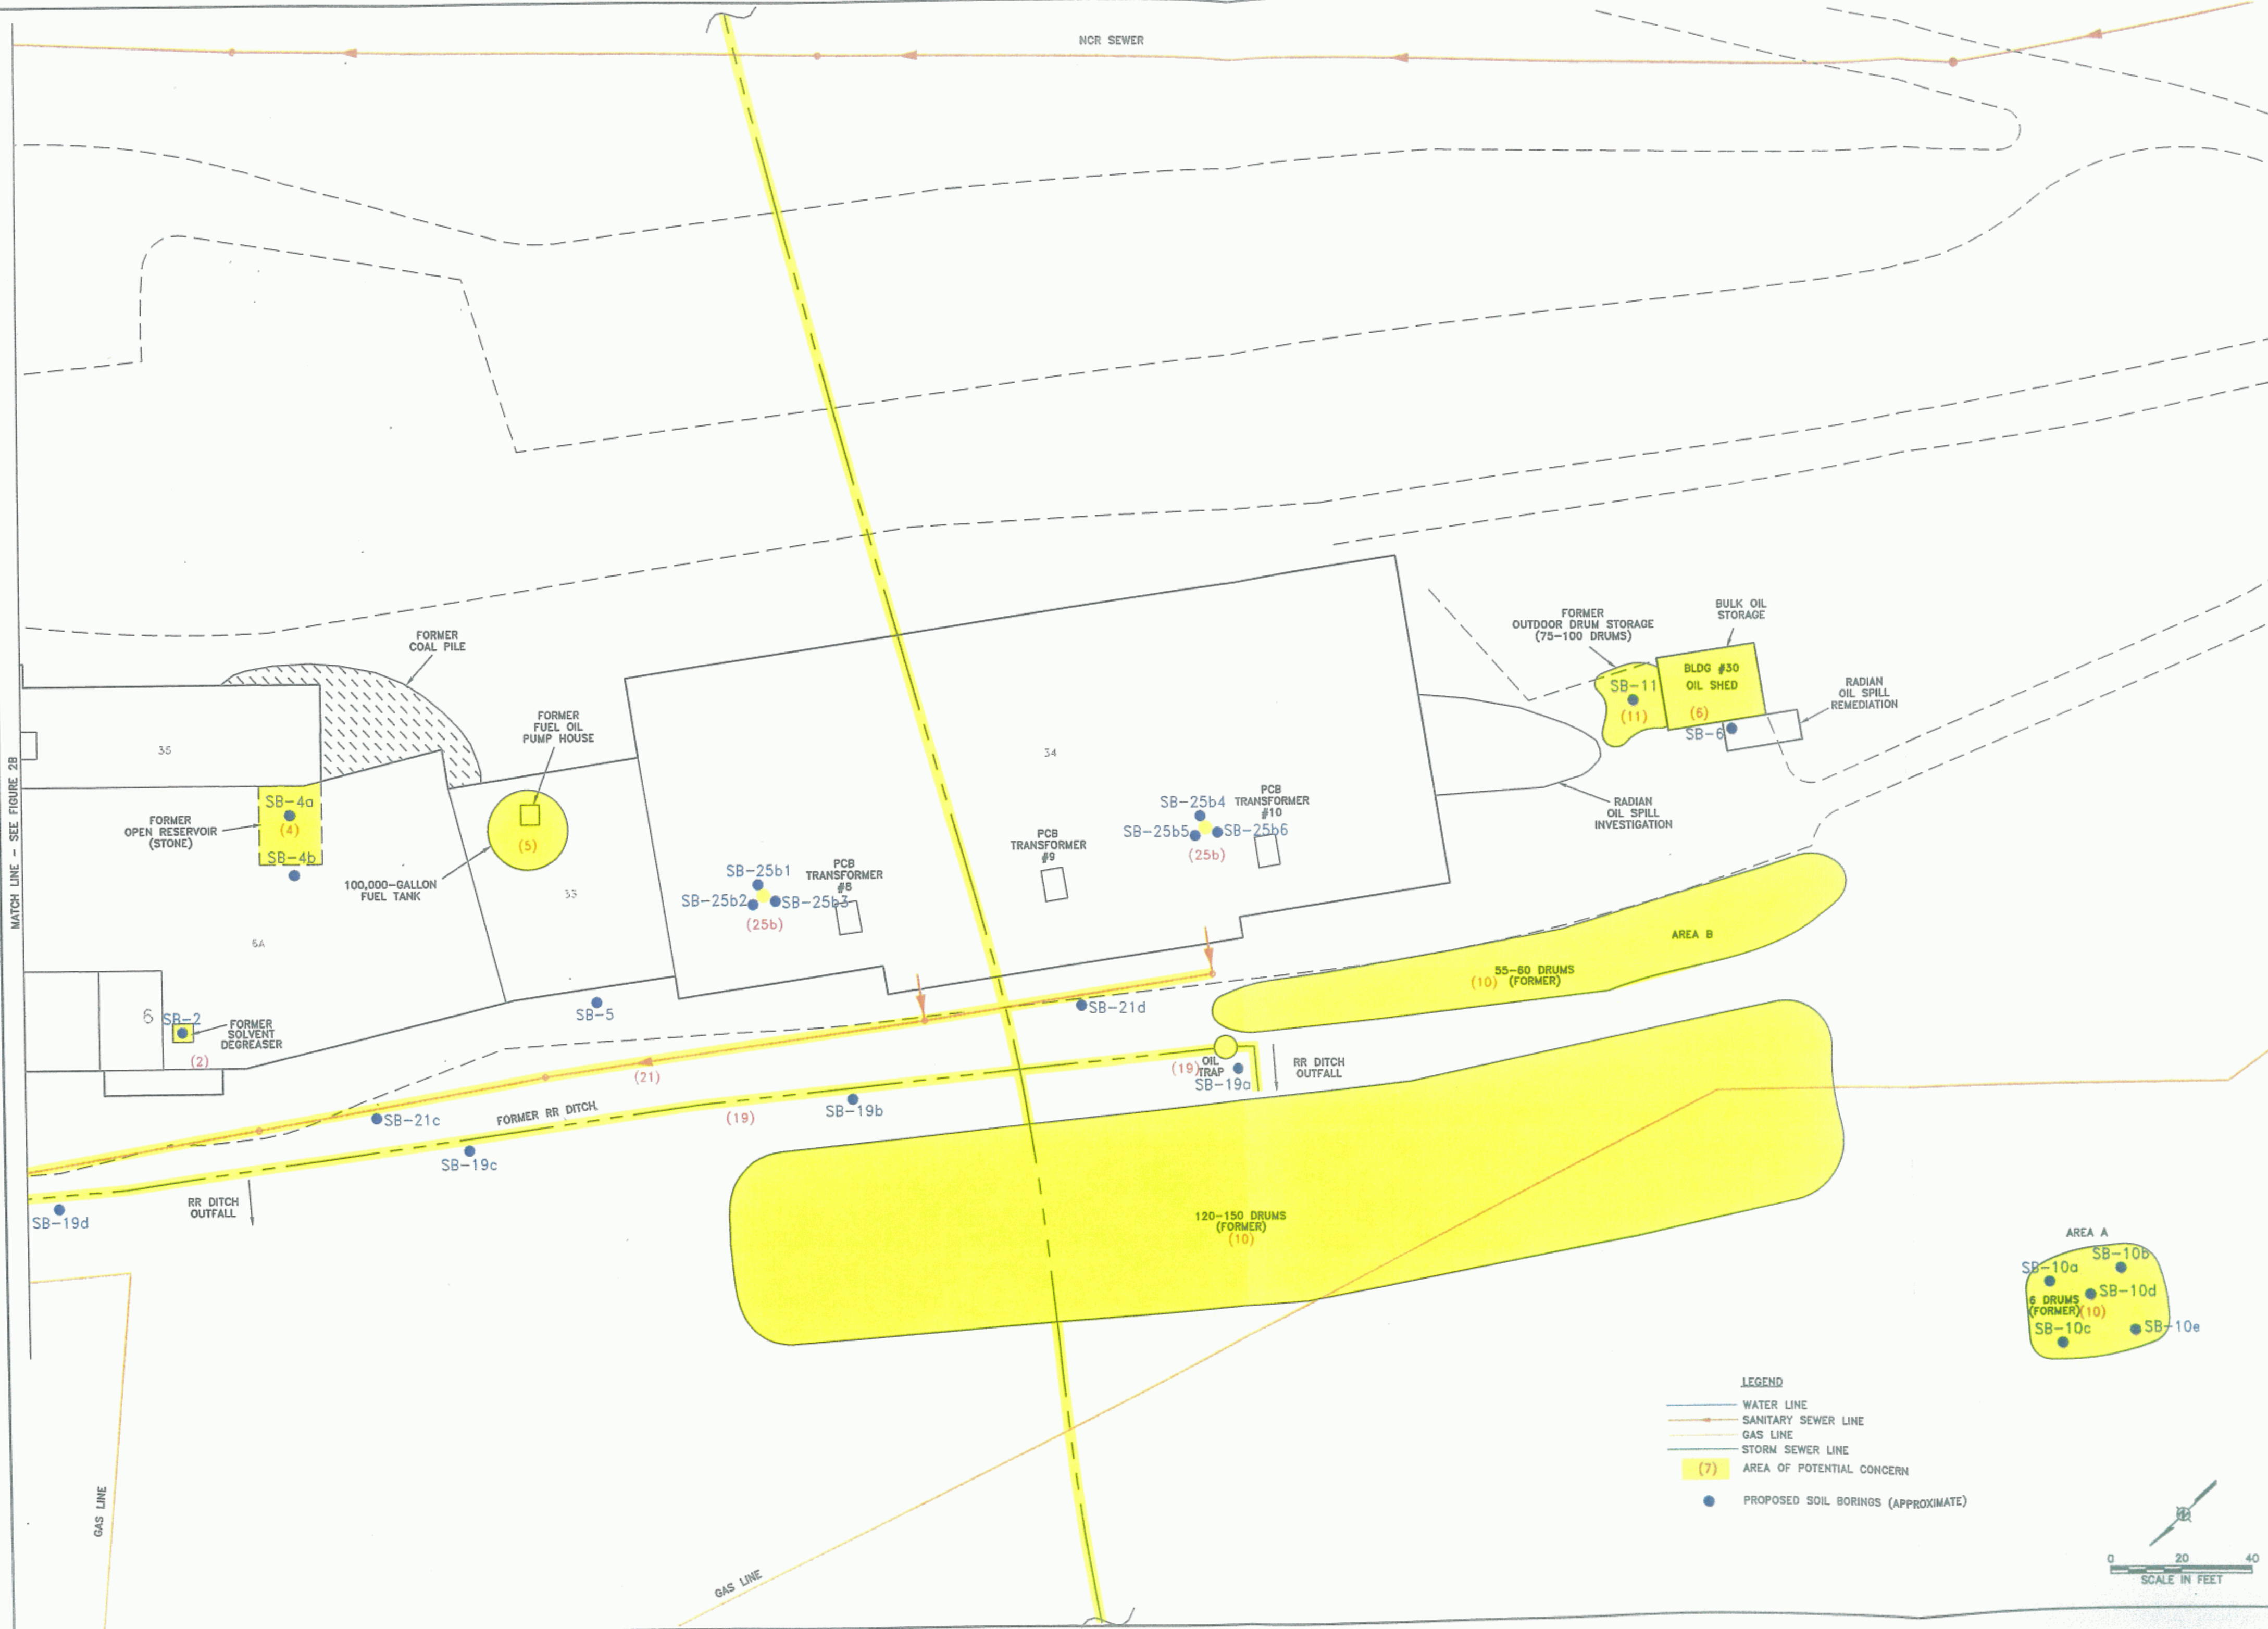 NCR SEWER
FORMER
COAL PILE
FORMER
OUTDOOR DRUM STORAGE
(75-100 DRUMS)
BULK OIL
STORAGE
BLDG #30
OIL SHED
(6)
SB-11
(11)
SB-6
RADIAN
OIL SPILL
REMEDIATION
FORMER
FUEL OIL
PUMP HOUSE
35
34
MATCH LINE - SEE FIGURE 2B
SB-4a
(4)
SB-4b
FORMER
OPEN RESERVOIR
(STONE)
(5)
100,000-GALLON
FUEL TANK
33
SB-25b1
SB-25b2
SB-25b3
(25b)
PCB
TRANSFORMER
#8
PCB
TRANSFORMER
#9
SB-25b4
SB-25b5
SB-25b6
(25b)
PCB
TRANSFORMER
#10
RADIAN
OIL SPILL
INVESTIGATION
6A
6
SB-2
FORMER
SOLVENT
DEGREASER
(2)
SB-5
SB-21d
AREA B
55-60 DRUMS
(10) (FORMER)
(21)
(19)
OIL
TRAP
SB-19a
RR DITCH
OUTFALL
SB-21c
FORMER RR DITCH
(19)
SB-19b
SB-19c
RR DITCH
OUTFALL
SB-19d
120-150 DRUMS
(FORMER)
(10)
AREA A
SB-10b
SB-10a
SB-10d
6 DRUMS
(FORMER) (10)
SB-10c
SB-10e
GAS LINE
GAS LINE
LEGEND
WATER LINE
SANITARY SEWER LINE
GAS LINE
STORM SEWER LINE
(7) AREA OF POTENTIAL CONCERN
PROPOSED SOIL BORINGS (APPROXIMATE)
0 20 40
SCALE IN FEET